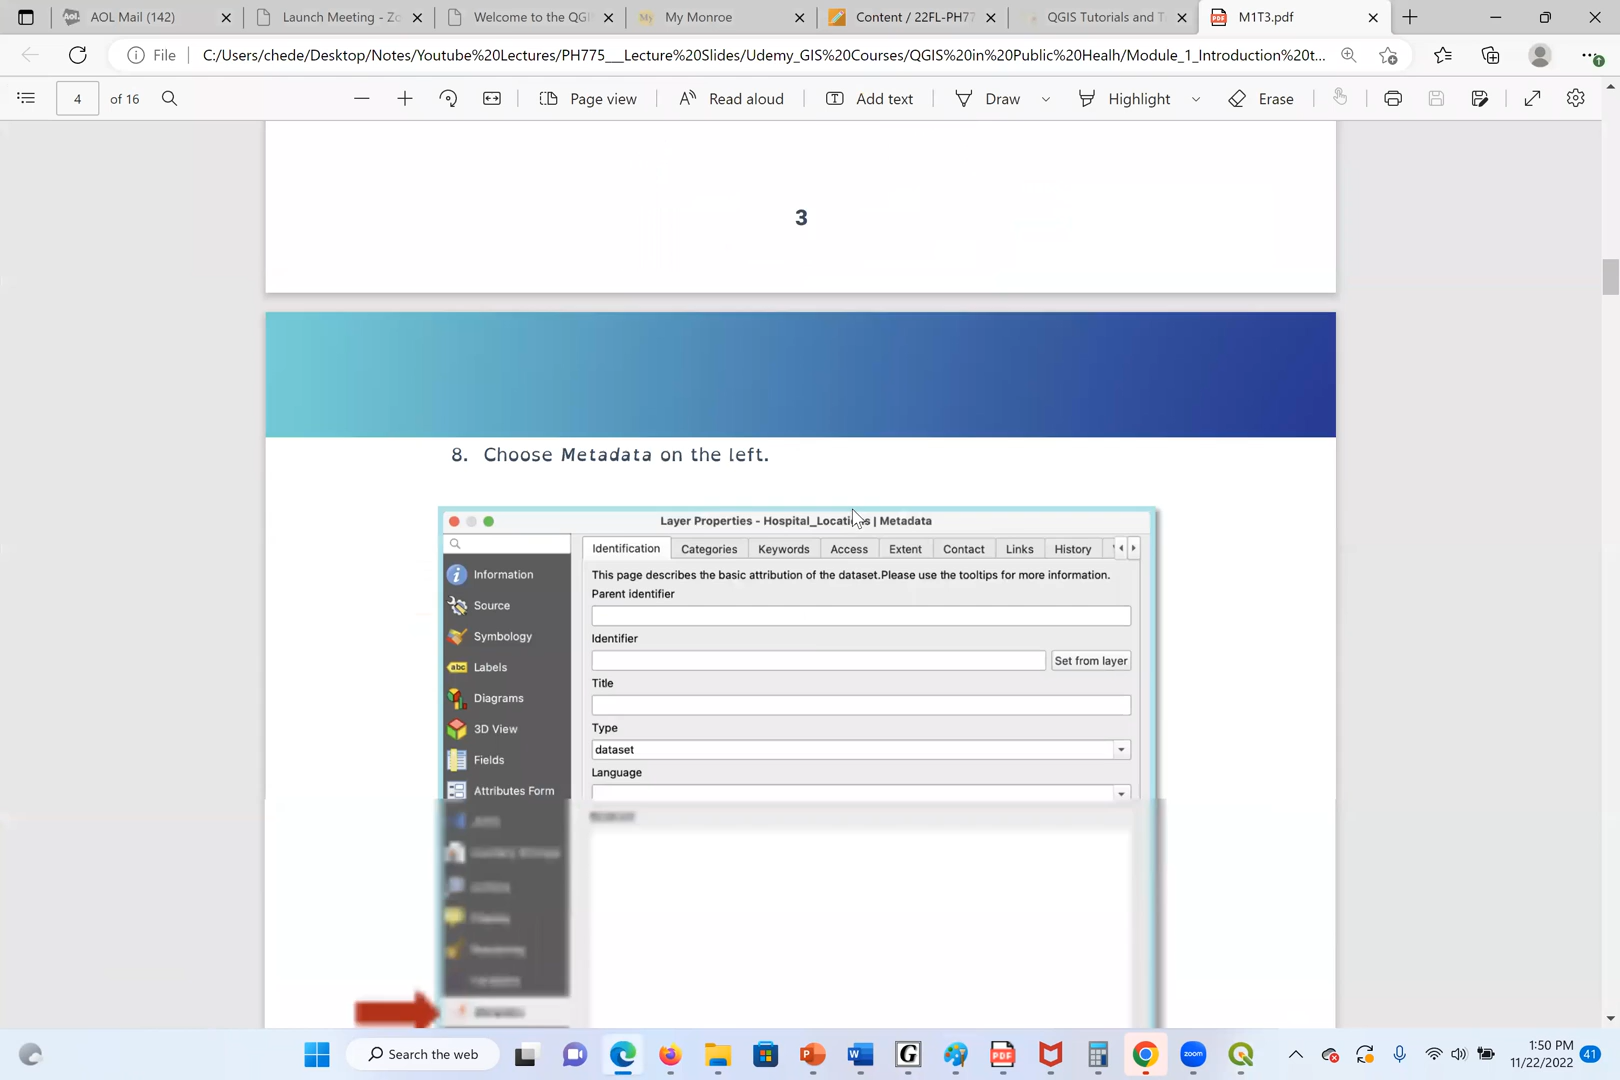 AOL Mail (142)
Launch Meeting - Zo
Welcome to the QGI
My Monroe
Content / 22FL-PH77
QGIS Tutorials and T
M1T3.pdf
File
C:/Users/chede/Desktop/Notes/Youtube%20Lectures/PH775___Lecture%20Slides/Udemy_GIS%20Courses/QGIS%20in%20Public%20Healh/Module_1_Introduction%20t...
4 of 16
Page view
Read aloud
Add text
Draw
Highlight
Erase
3
8. Choose Metadata on the left.
Layer Properties - Hospital_Locations | Metadata
Identification Categories Keywords Access Extent Contact Links History
Information
Source
Symbology
abc Labels
Diagrams
3D View
Fields
Attributes Form
This page describes the basic attribution of the dataset.Please use the tooltips for more information.
Parent identifier
Identifier
Set from layer
Title
Type
dataset
Language
Search the web
zoom
PDF
1:50 PM
11/22/2022
41